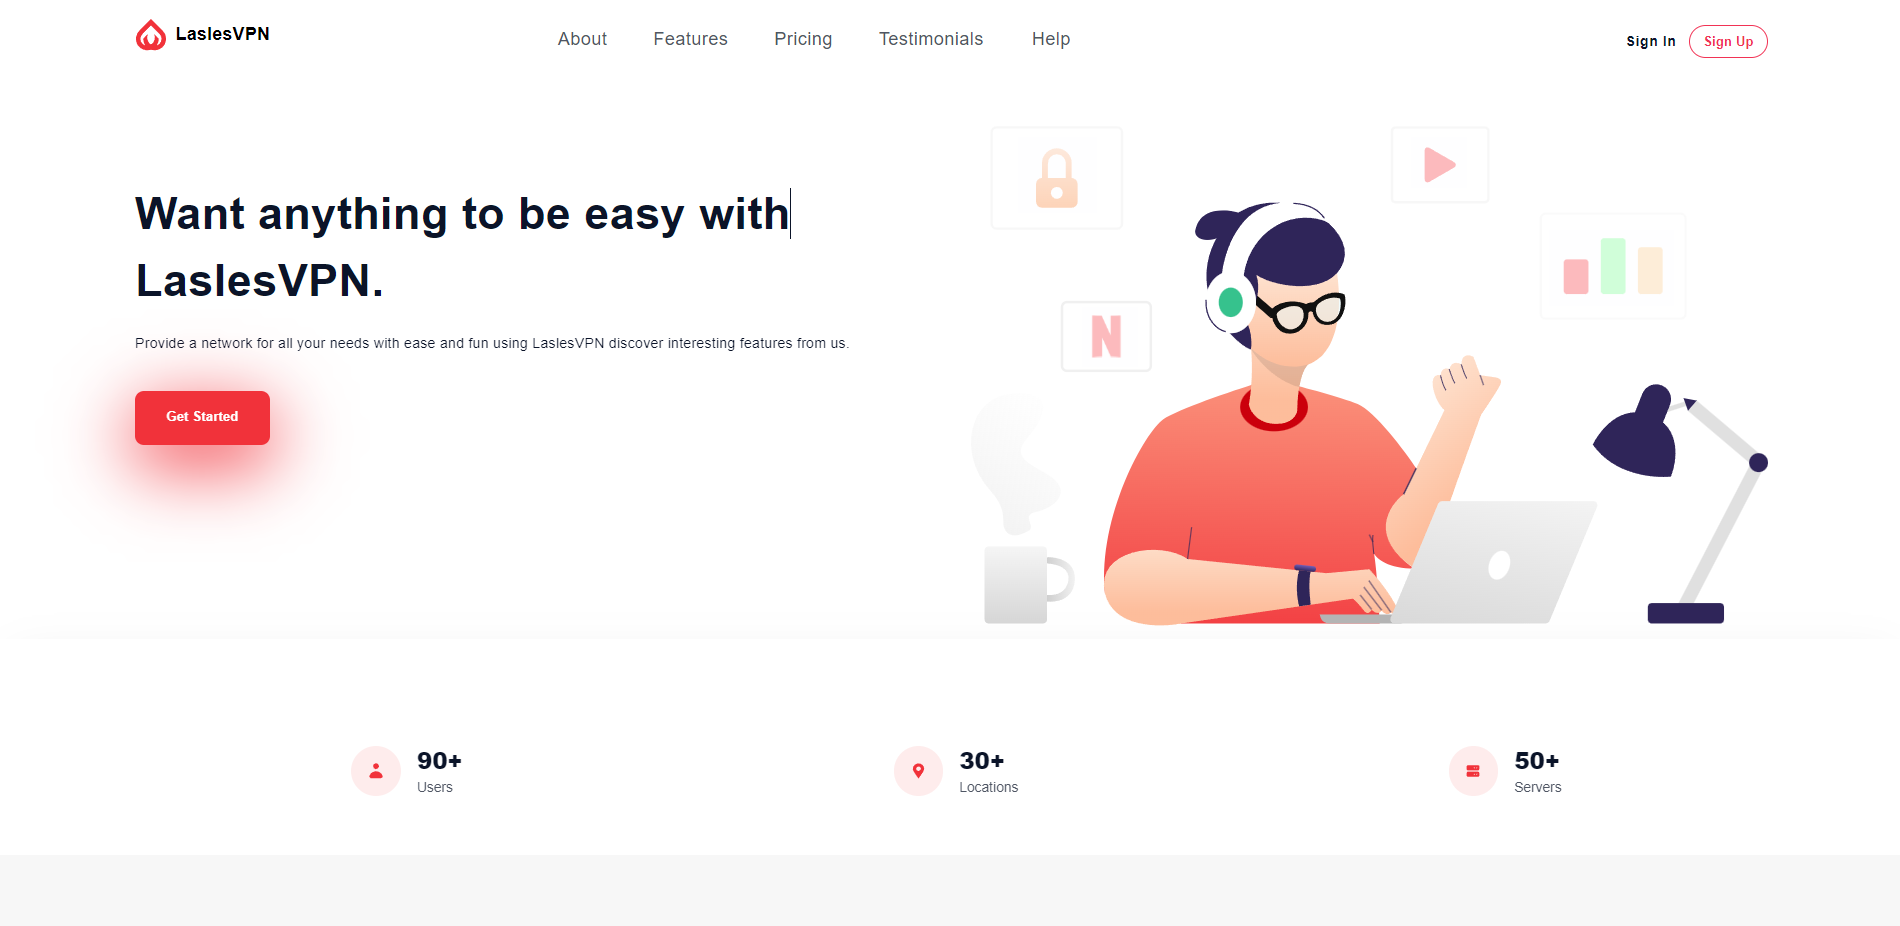 LaslesVPN
About Features Pricing Testimonials Help
Sign In Sign Up
Want anything to be easy with
LaslesVPN.
Provide a network for all your needs with ease and fun using LaslesVPN discover interesting features from us.
Get Started
N
90+
Users
30+
Locations
50+
Servers